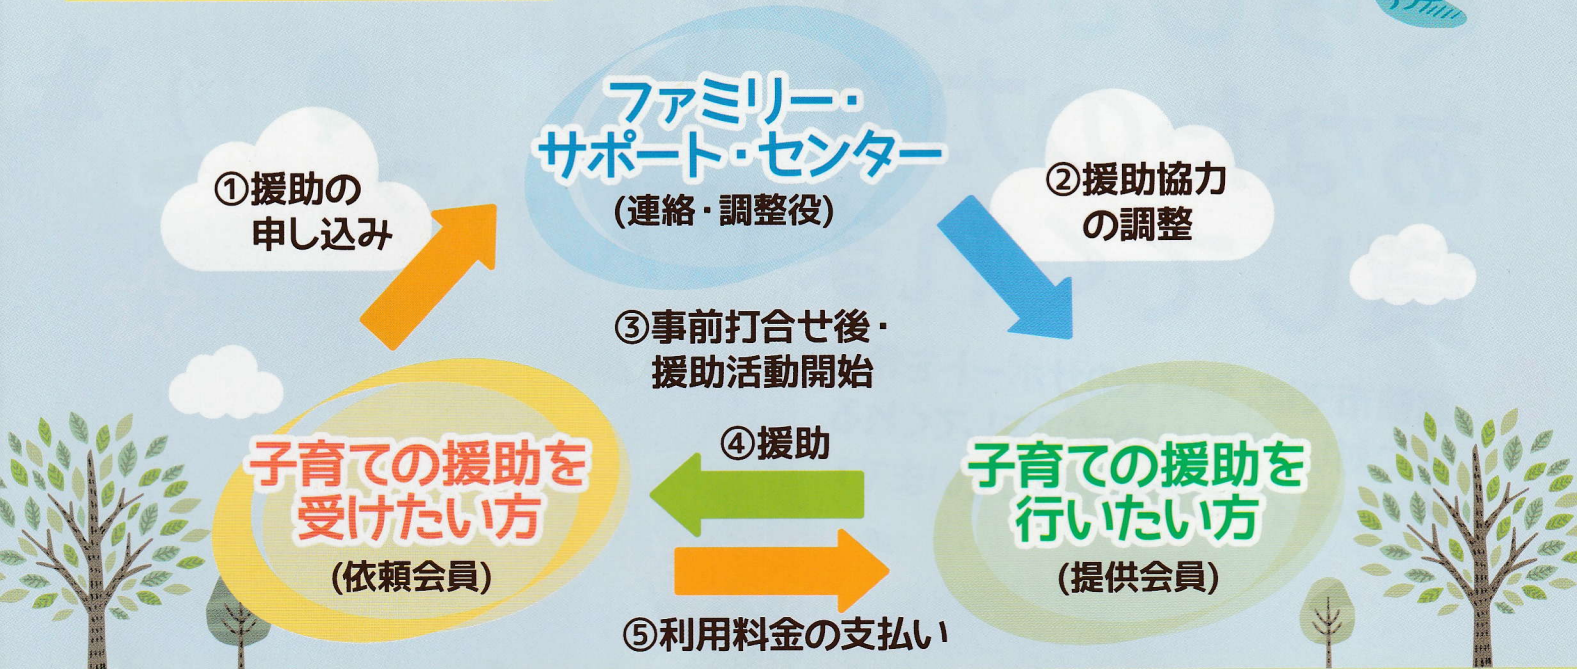 ファミリー・
サポート・センター
(連絡・調整役)
①援助の
申し込み
②援助協力
の調整
③事前打合せ後・
援助活動開始
④援助
子育ての援助を
受けたい方
(依頼会員)
子育ての援助を
行いたい方
(提供会員)
⑤利用料金の支払い